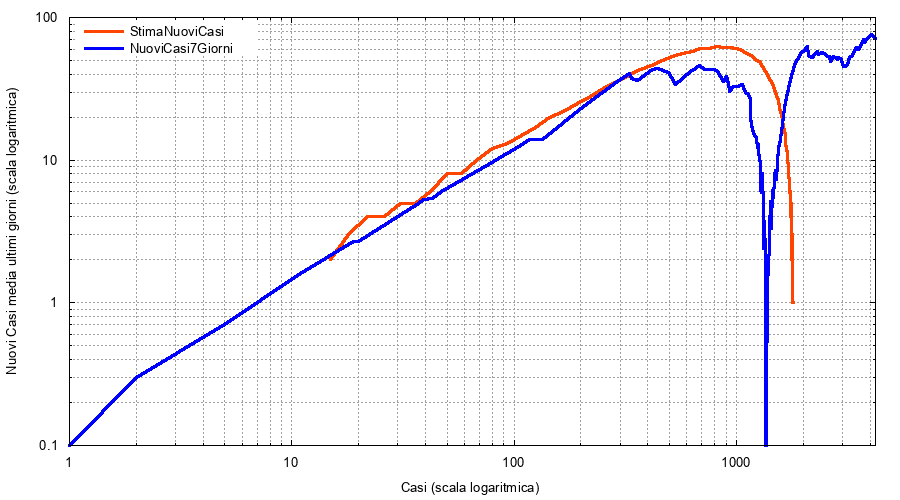 100
StimaNuoviCasi
NuoviCasi7Giorni
10
1
0.1
Nuovi Casi media ultimi giorni (scala logaritmica)
1
10
100
1000
Casi (scala logaritmica)